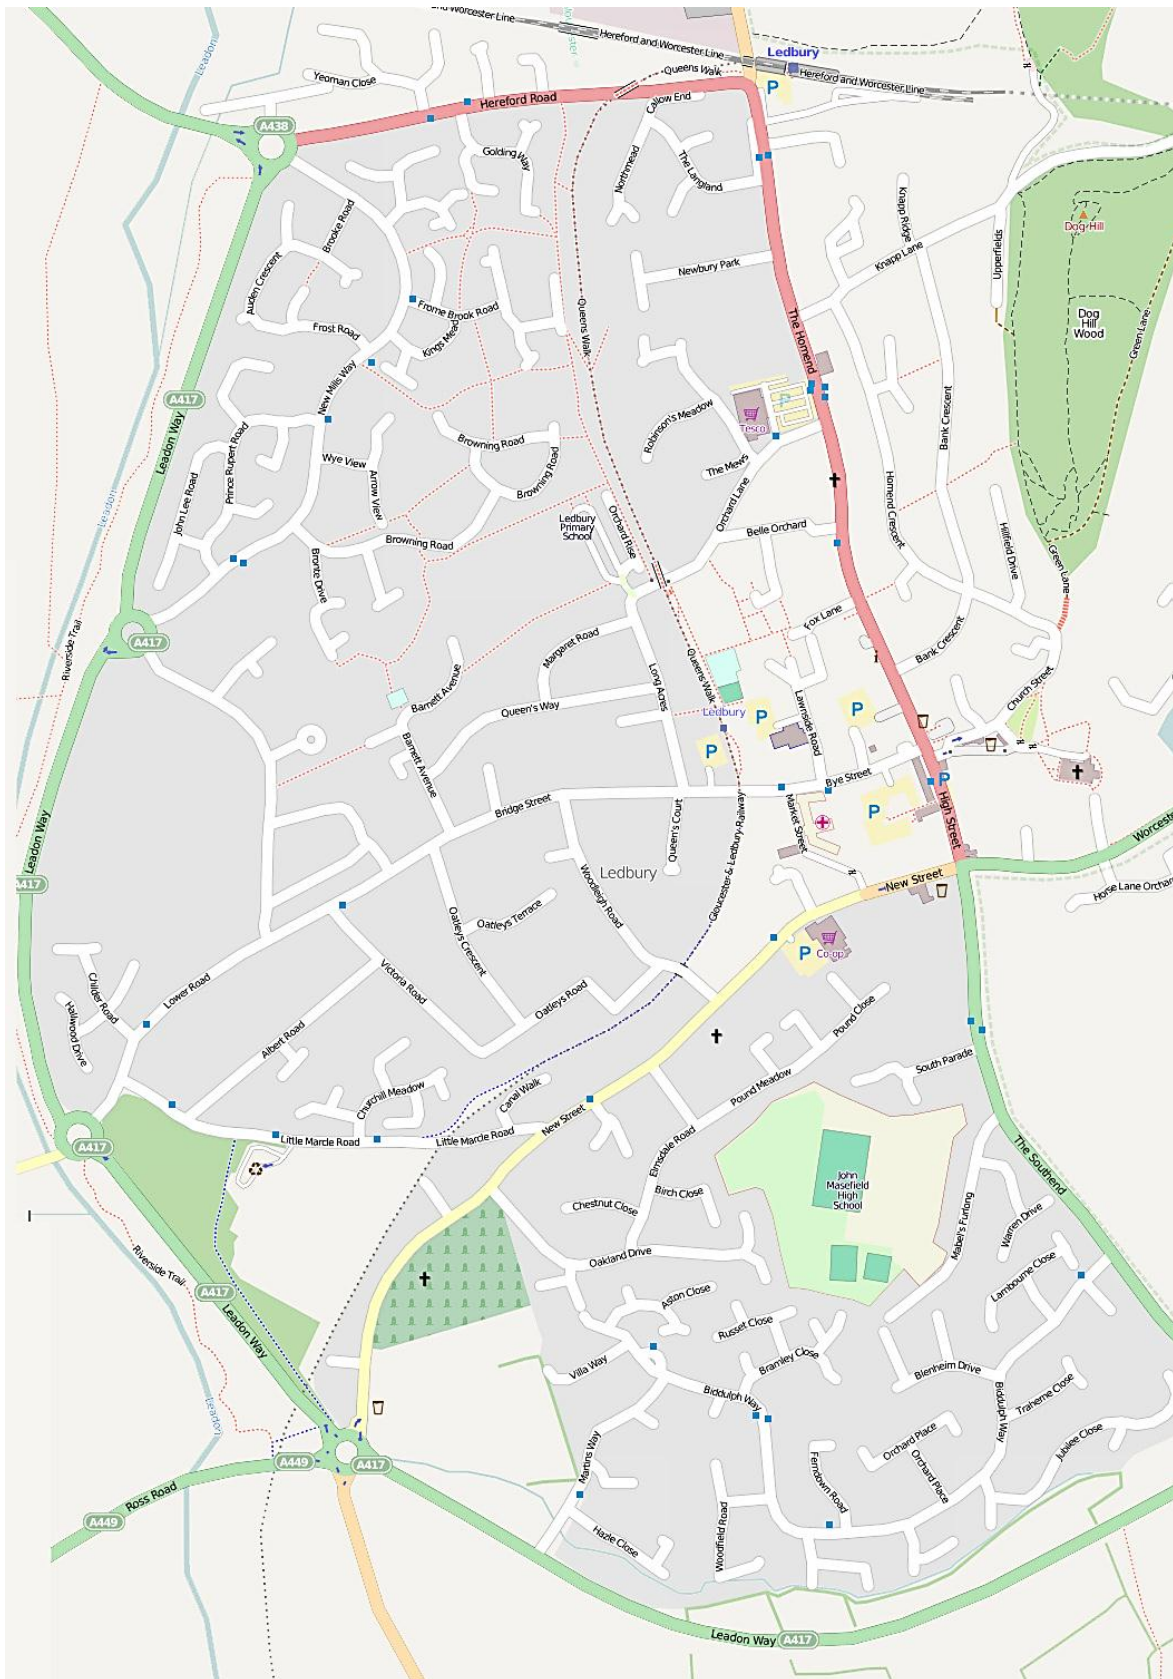 and Worcester Line
Hereford and Worcester Line
Ledbury
Hereford and Worcester Line
Leadon
Yeoman Close
Queens Walk
Hereford Road
Callow End
A438
Golding Way
Northmead
The Langland
Brooke Road
Knapp Ridge
Dog Hill
Auden Crescent
Knapp Lane
Upperfields
Newbury Park
Frome Brook Road
Queens Walk
Dog
Hill
Wood
Green Lane
Frost Road
Kings Mead
The Homend
New Mills Way
A417
Leadon Way
Robinson's Meadow
Tesco
Bank Crescent
Browning Road
Prince Rupert Road
Wye View
The Mews
John Lee Road
Arrow View
Browning Road
Orchard Lane
Homend Crescent
Leadon
Ledbury
Primary
School
Orchard Rise
Belle Orchard
Hillfield Drive
Browning Road
Bronte Drive
Green Lane
Fox Lane
A417
Riverside Trail
Margaret Road
Bank Crescent
Long Acres
Queens Walk
Barnett Avenue
Church Street
Queen's Way
Lawnside Road
Ledbury
P
P
P
Barnett Avenue
Bye Street
P
Bridge Street
Market Street
P
High Street
Leadon Way
Queen's Court
Gloucester & Ledbury Railway
Worceste
A417
Ledbury
Woodleigh Road
New Street
Horse Lane Orchar
Oatleys Terrace
Oatleys Crescent
Co-op
P
Childer Road
Victoria Road
Lower Road
Oatleys Road
Hallwood Drive
Albert Road
Pound Close
South Parade
Canal Walk
Churchill Meadow
Pound Meadow
New Street
Little Marcle Road
Little Marcle Road
A417
Elmsdale Road
The Southend
John
Masefield
High
School
Birch Close
Chestnut Close
Mabel's Furlong
Warren Drive
Oakland Drive
Riverside Trail
Lambourne Close
A417
Aston Close
Leadon Way
Russet Close
Villa Way
Bramley Close
Blenheim Drive
Biddulph Way
Biddulph Way
Traherne Close
Leadon
Orchard Place
Martins Way
Jubilee Close
A449
A417
Orchard Place
Ferndown Road
Ross Road
A449
Hazle Close
Woodfield Road
Leadon Way
A417